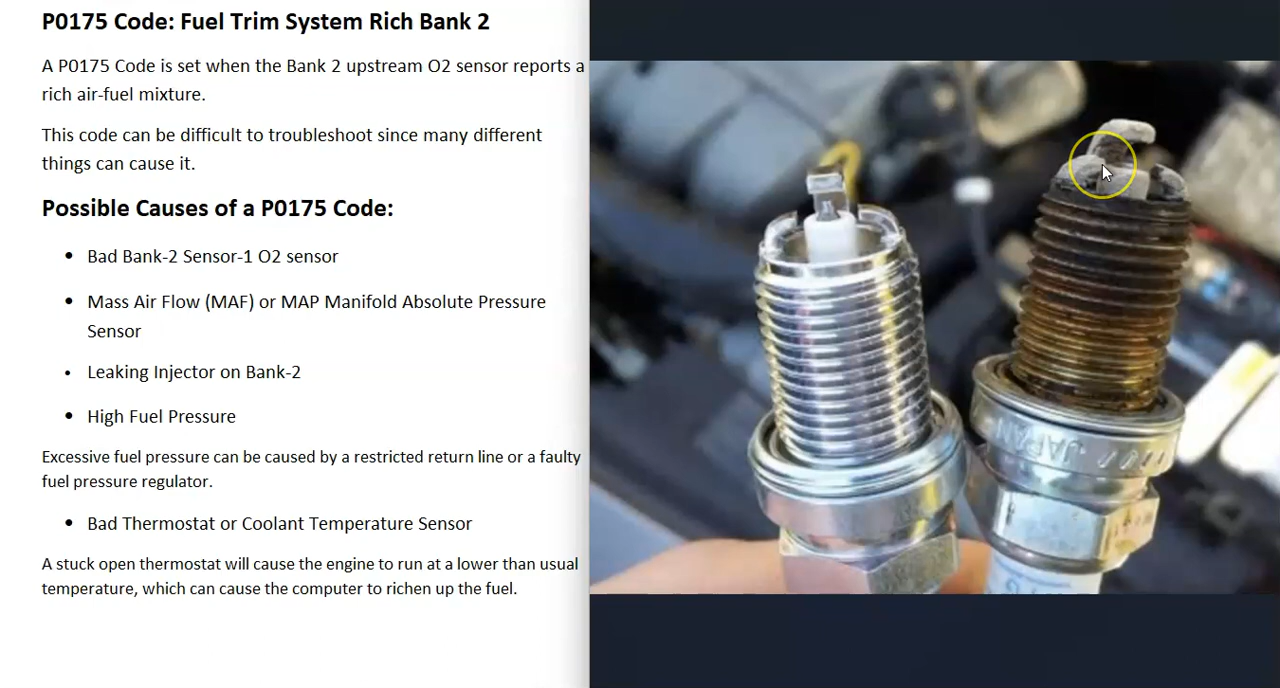 P0175 Code: Fuel Trim System Rich Bank 2
A P0175 Code is set when the Bank 2 upstream O2 sensor reports a
rich air-fuel mixture.
This code can be difficult to troubleshoot since many different
things can cause it.
Possible Causes of a P0175 Code:
• Bad Bank-2 Sensor-1 O2 sensor
• Mass Air Flow (MAF) or MAP Manifold Absolute Pressure
Sensor
• Leaking Injector on Bank-2
• High Fuel Pressure
Excessive fuel pressure can be caused by a restricted return line or a faulty
fuel pressure regulator.
• Bad Thermostat or Coolant Temperature Sensor
A stuck open thermostat will cause the engine to run at a lower than usual
temperature, which can cause the computer to richen up the fuel.
JAPAN